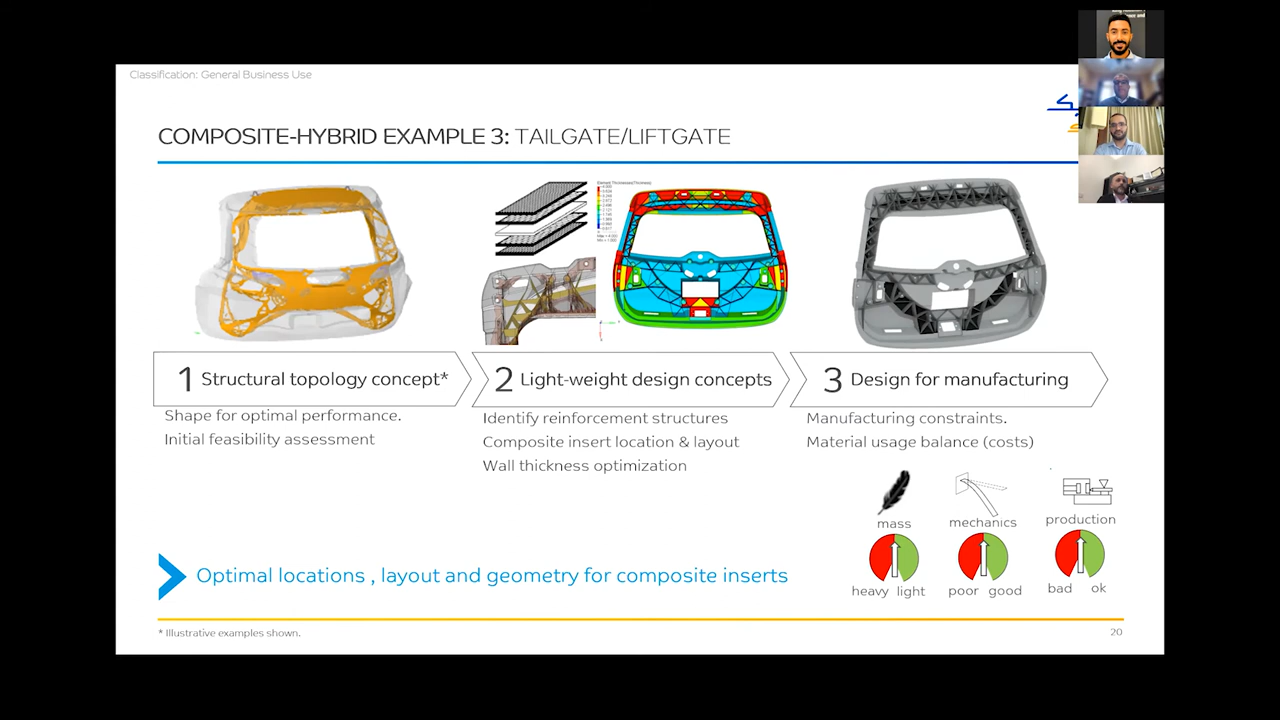 Classification: General Business Use
COMPOSITE-HYBRID EXAMPLE 3: TAILGATE/LIFTGATE
1 Structural topology concept*
Shape for optimal performance.
Initial feasibility assessment
2 Light-weight design concepts
Identify reinforcement structures
Composite insert location & layout
Wall thickness optimization
3 Design for manufacturing
Manufacturing constraints.
Material usage balance (costs)
mass
mechanics
production
heavy light
poor good
bad ok
Optimal locations , layout and geometry for composite inserts
* Illustrative examples shown.
20